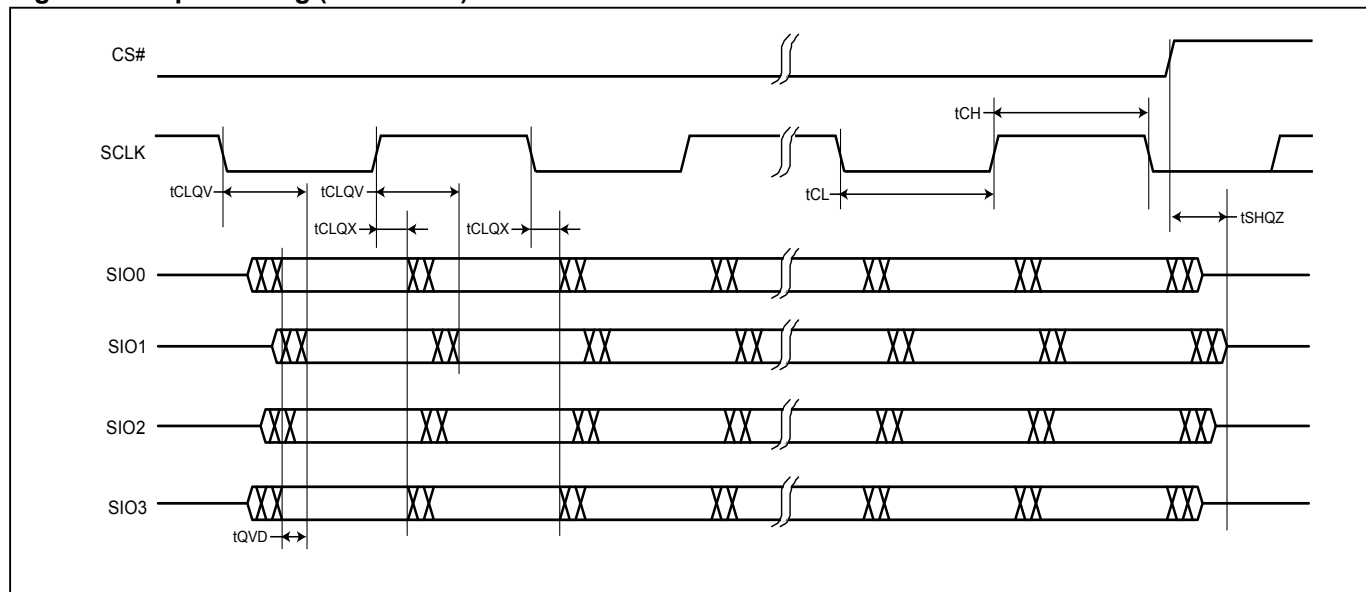 CS#
tCH
SCLK
tCLQV
tCLQV
tCL
tCLQX
tCLQX
tSHQZ
SIO0
SIO1
SIO2
SIO3
tQVD